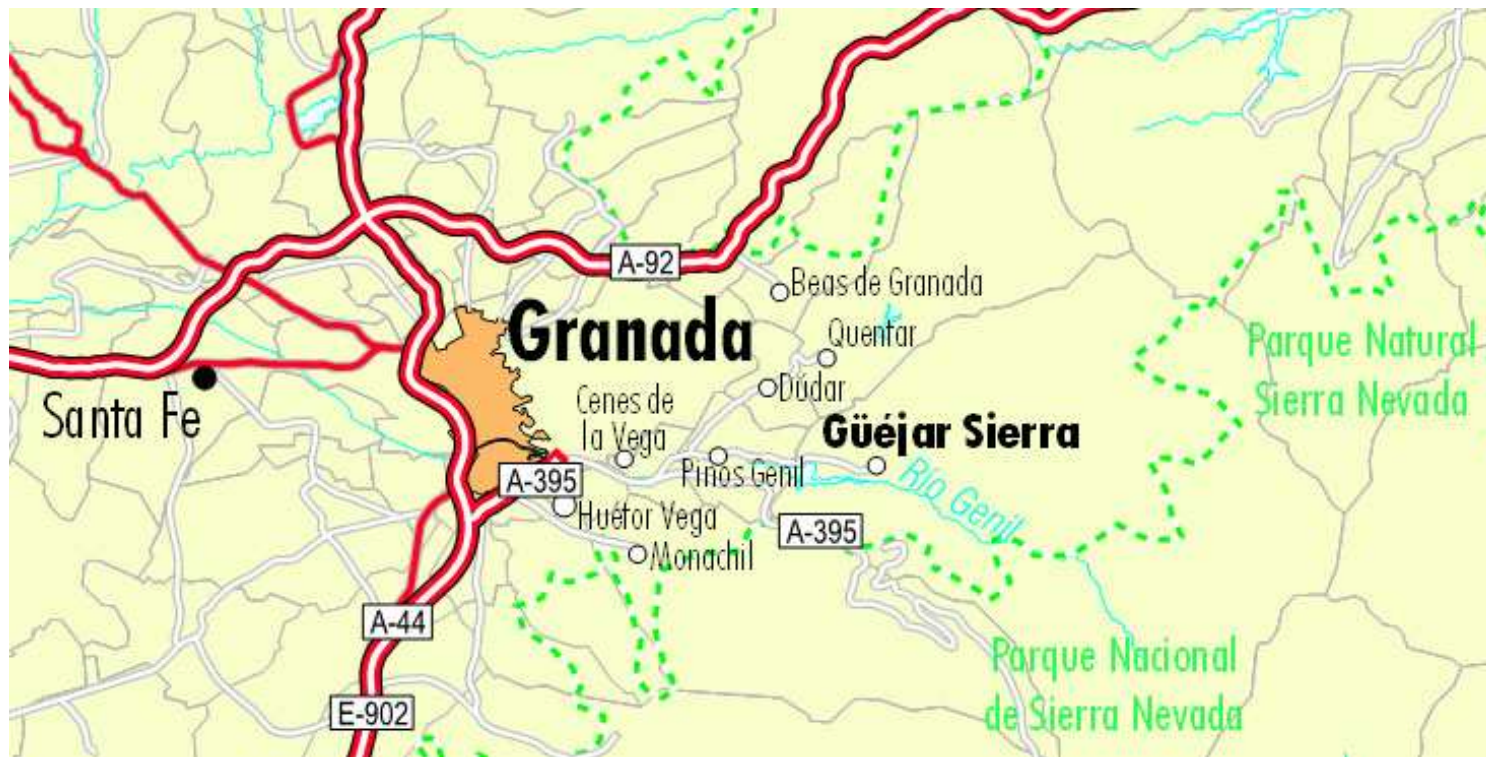 A-92
Beas de Granada
Granada
Quentar
Parque Natural
Sierra Nevada
Dúdar
Santa Fe
Cenes de
la Vega
Güéjar Sierra
Pinos Genil
A-395
Río Genil
Huétor Vega
A-395
Monachil
A-44
Parque Nacional
de Sierra Nevada
E-902